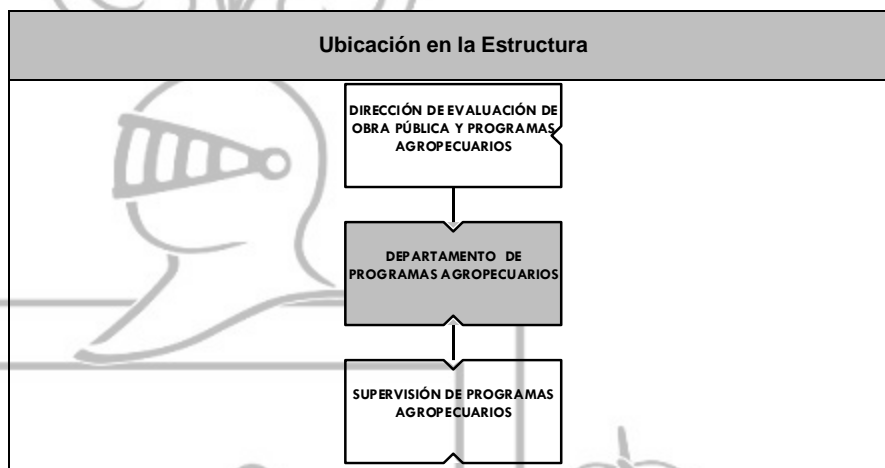 Ubicación en la Estructura
DIRECCIÓN DE EVALUACIÓN DE
OBRA PÚBLICA Y PROGRAMAS
AGROPECUARIOS
DEPARTAMENTO DE
PROGRAMAS AGROPECUARIOS
SUPERVISIÓN DE PROGRAMAS
AGROPECUARIOS